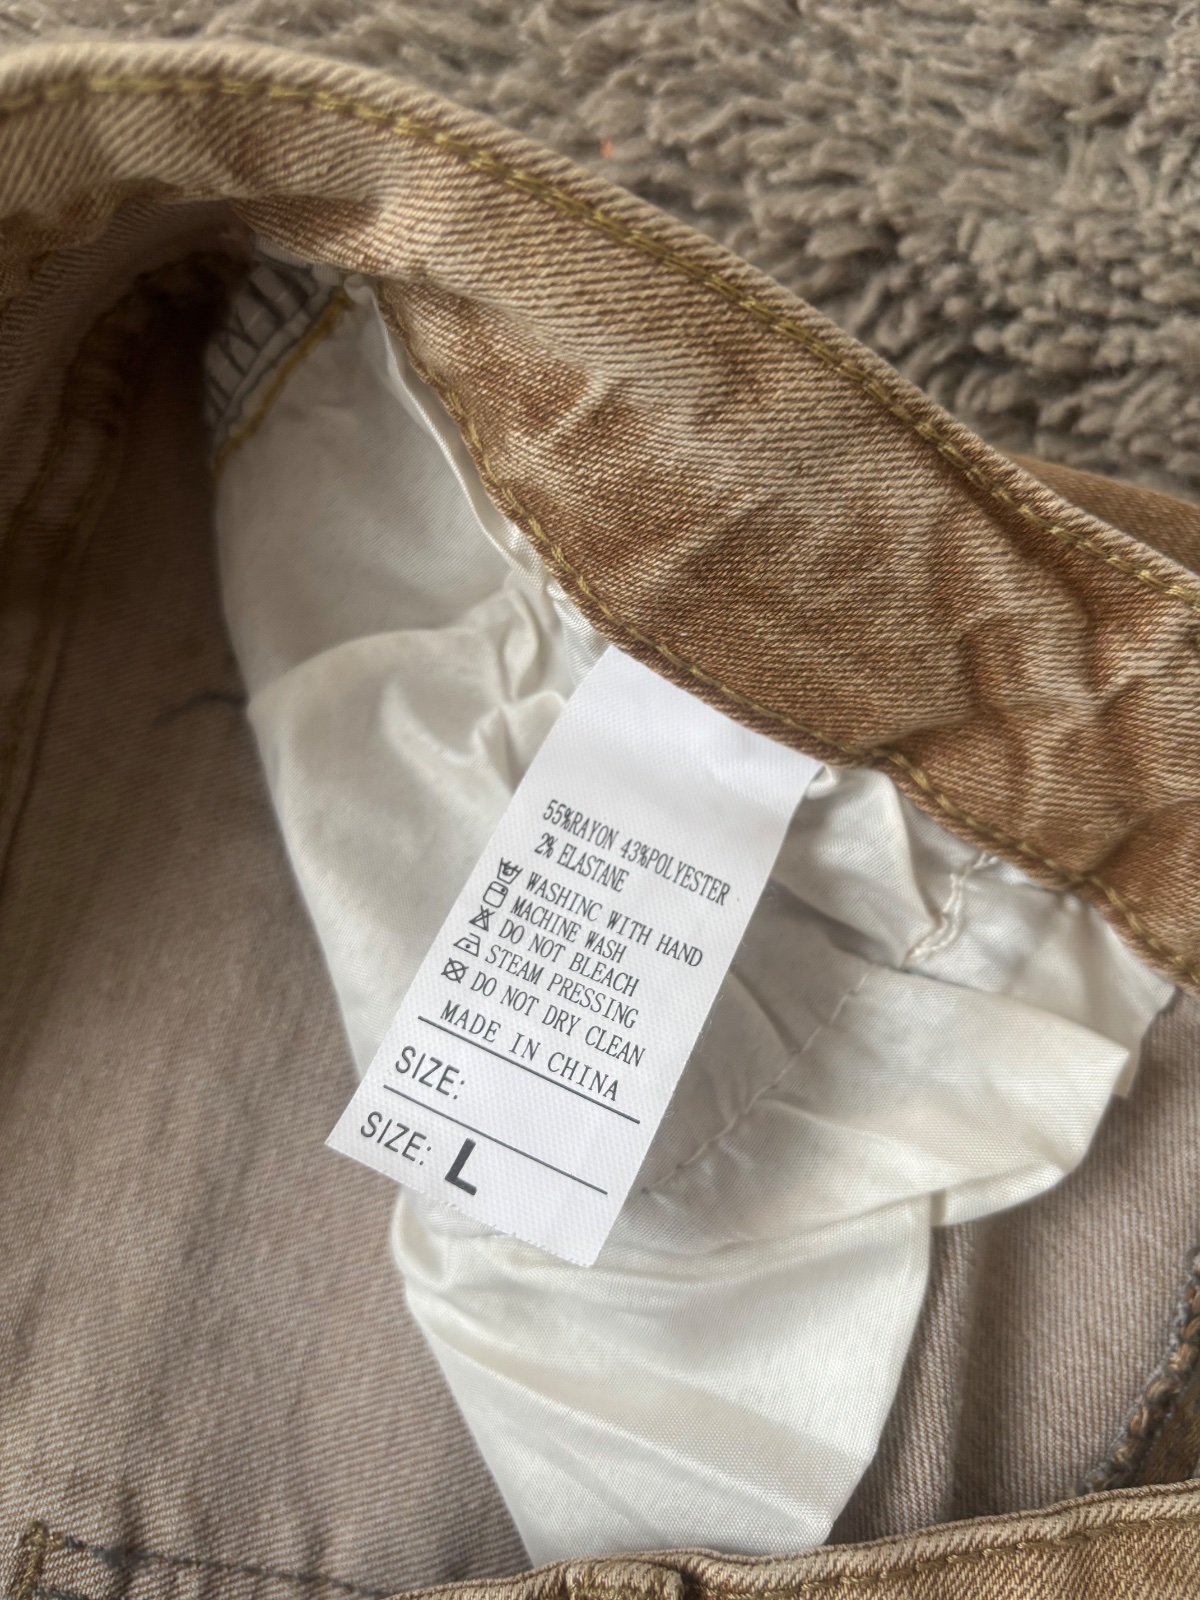 55%RAYON 43%POLYESTER
2% ELASTANE
WASHINC WITH HAND
MACHINE WASH
DO NOT BLEACH
STEAM PRESSING
DO NOT DRY CLEAN
MADE IN CHINA
SIZE:
SIZE: L